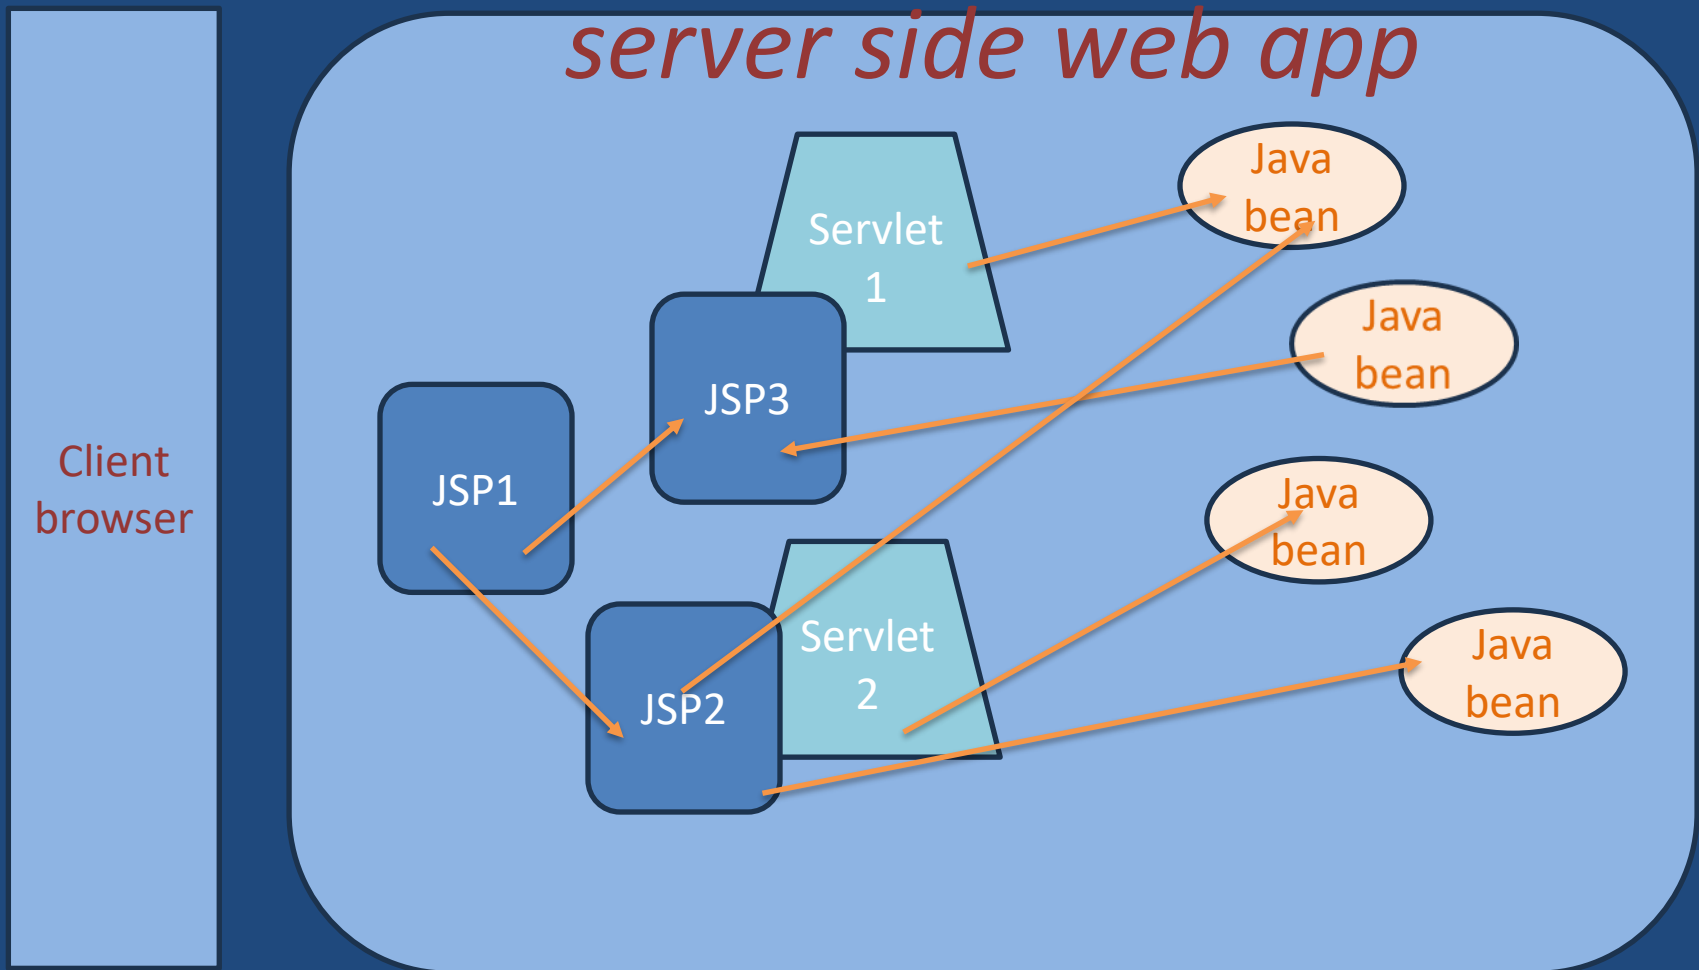 server side web app
Java
bean
Servlet
1
Java
bean
JSP3
Client
browser
JSP1
Java
bean
Servlet
2
Java
bean
JSP2